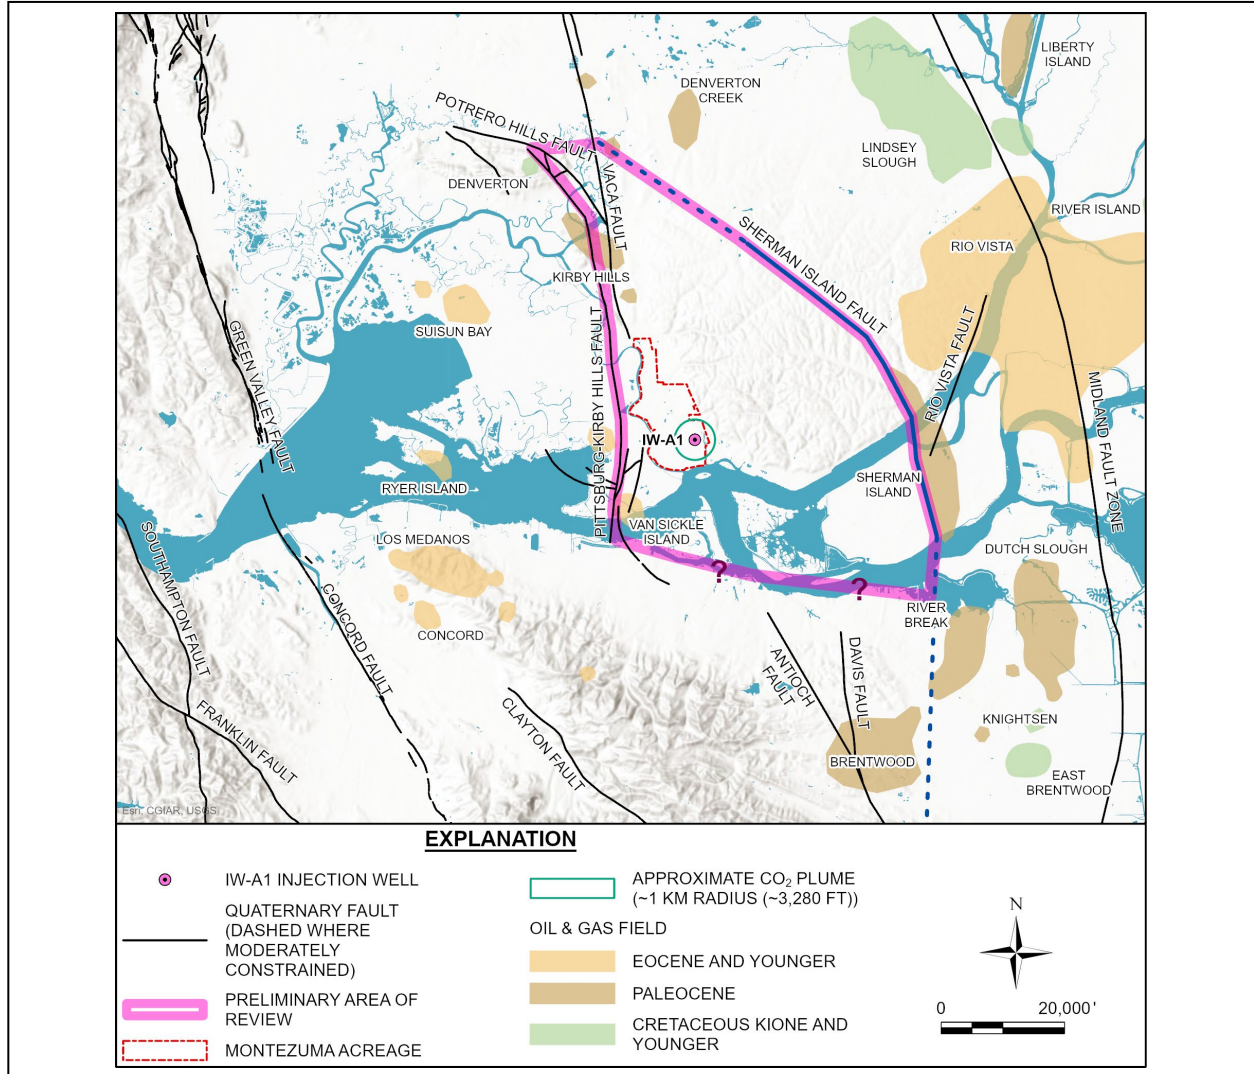 LIBERTY
ISLAND
DENVERTON
CREEK
POTRERO HILLS FAULT
LINDSEY
SLOUGH
DENVERTON
VACA FAULT
RIVER ISLAND
SHERMAN ISLAND FAULT
RIO VISTA
KIRBY HILLS
SUISUN BAY
GREEN VALLEY FAULT
PITTSBURG-KIRBY HILLS FAULT
RIO VISTA FAULT
MIDLAND FAULT ZONE
IW-A1
RYER ISLAND
SHERMAN
ISLAND
VAN SICKLE
ISLAND
LOS MEDANOS
DUTCH SLOUGH
SOUTHAMPTON FAULT
?
?
CONCORD FAULT
RIVER
BREAK
CONCORD
ANTIOCH
FAULT
DAVIS FAULT
FRANKLIN FAULT
CLAYTON FAULT
KNIGHTSEN
BRENTWOOD
EAST
BRENTWOOD
Esri, CGIAR, USGS
EXPLANATION
IW-A1 INJECTION WELL
QUATERNARY FAULT
(DASHED WHERE
MODERATELY
CONSTRAINED)
PRELIMINARY AREA OF
REVIEW
MONTEZUMA ACREAGE
APPROXIMATE CO₂ PLUME
(~1 KM RADIUS (~3,280 FT))
OIL & GAS FIELD
EOCENE AND YOUNGER
PALEOCENE
CRETACEOUS KIONE AND
YOUNGER
N
0 20,000'